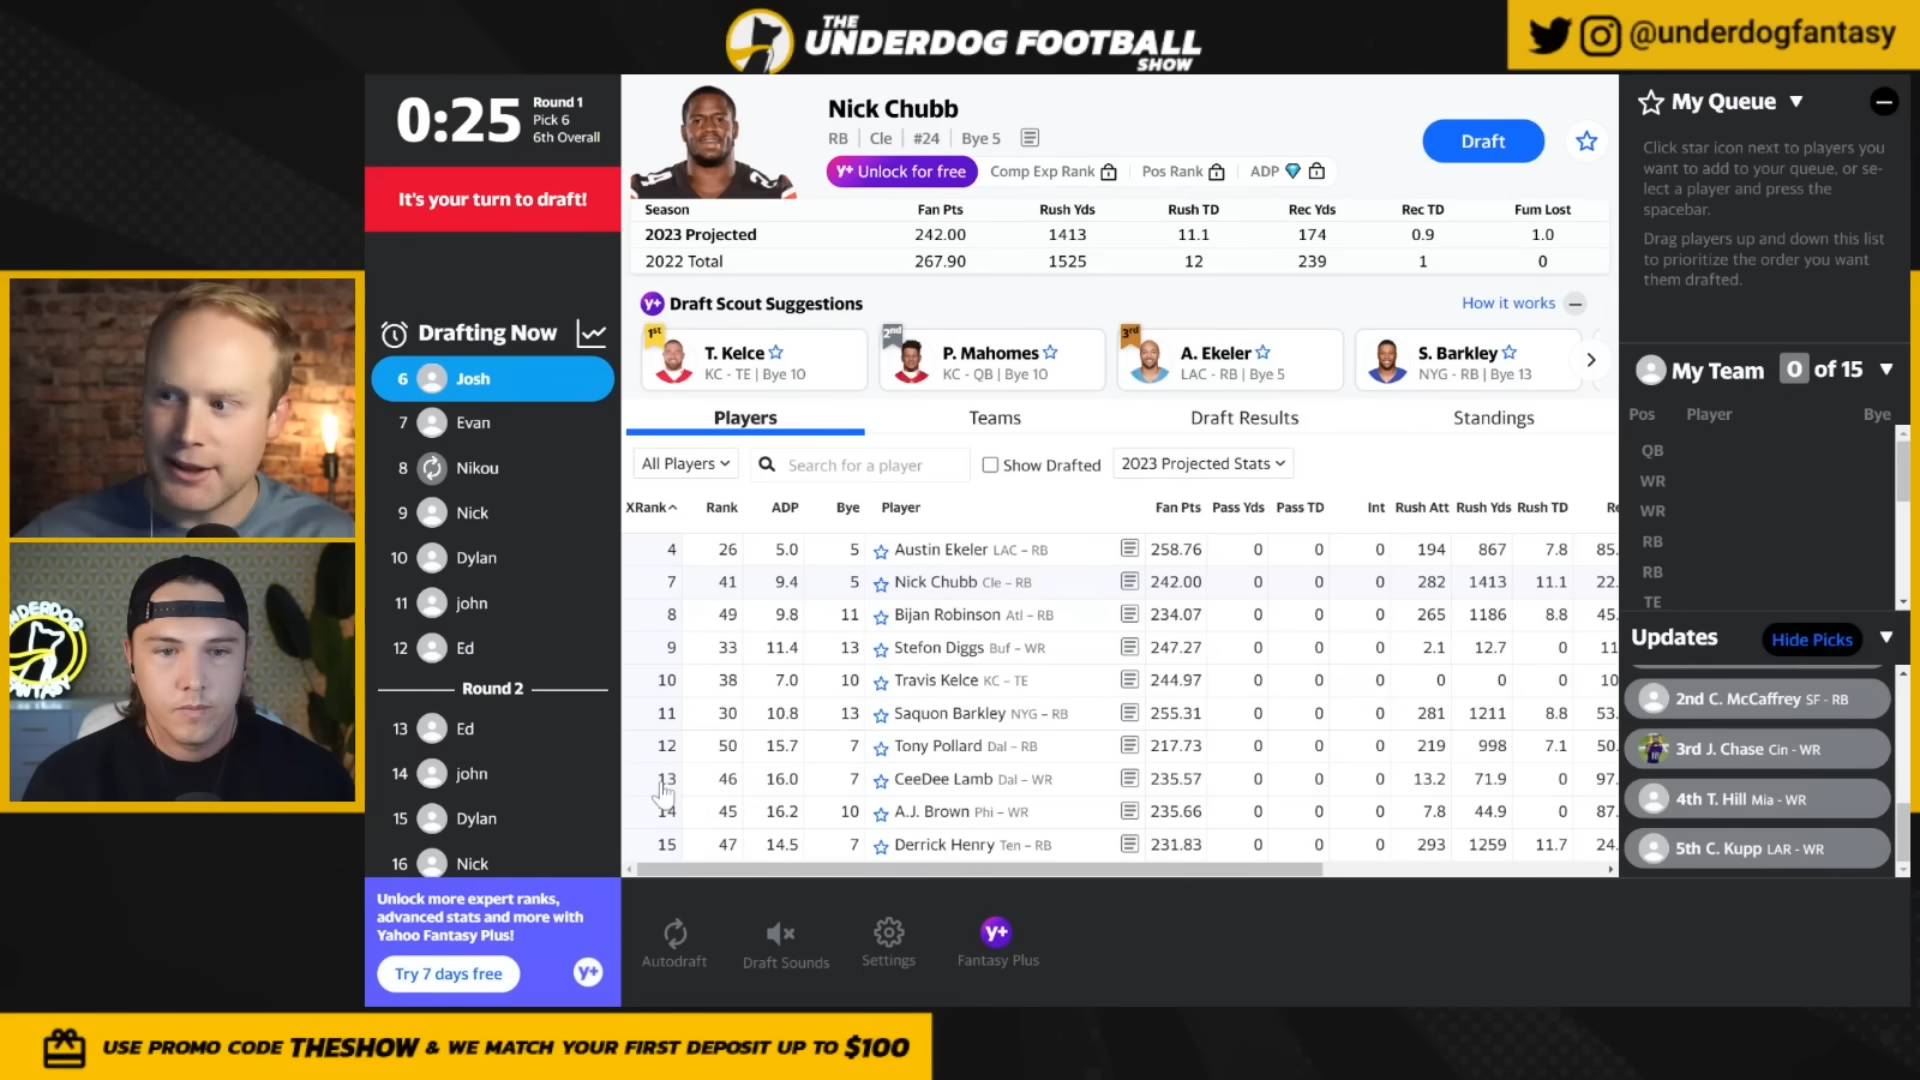 THE
UNDERDOG FOOTBALL
SHOW
@underdogfantasy
0:25
Round 1
Pick 6
6th Overall
It's your turn to draft!
Drafting Now
6 Josh
7 Evan
8 Nikou
9 Nick
10 Dylan
11 john
12 Ed
Round 2
13 Ed
14 john
15 Dylan
16 Nick
Unlock more expert ranks,
advanced stats and more with
Yahoo Fantasy Plus!
Try 7 days free
y+
Nick Chubb
RB | Cle | #24 | Bye 5
Draft
y+ Unlock for free
Comp Exp Rank
Pos Rank
ADP
Season Fan Pts Rush Yds Rush TD Rec Yds Rec TD Fum Lost
2023 Projected 242.00 1413 11.1 174 0.9 1.0
2022 Total 267.90 1525 12 239 1 0
y+ Draft Scout Suggestions
How it works
1st T. Kelce
KC - TE | Bye 10
2nd P. Mahomes
KC - QB | Bye 10
3rd A. Ekeler
LAC - RB | Bye 5
S. Barkley
NYG - RB | Bye 13
Players Teams Draft Results Standings
All Players
Search for a player
Show Drafted
2023 Projected Stats
XRank Rank ADP Bye Player Fan Pts Pass Yds Pass TD Int Rush Att Rush Yds Rush TD Re
4 26 5.0 5 Austin Ekeler LAC – RB 258.76 0 0 0 194 867 7.8 85.
7 41 9.4 5 Nick Chubb Cle – RB 242.00 0 0 0 282 1413 11.1 22.
8 49 9.8 11 Bijan Robinson Atl – RB 234.07 0 0 0 265 1186 8.8 45.
9 33 11.4 13 Stefon Diggs Buf – WR 247.27 0 0 0 2.1 12.7 0 11
10 38 7.0 10 Travis Kelce KC – TE 244.97 0 0 0 0 0 0 10
11 30 10.8 13 Saquon Barkley NYG – RB 255.31 0 0 0 281 1211 8.8 53.
12 50 15.7 7 Tony Pollard Dal – RB 217.73 0 0 0 219 998 7.1 50.
13 46 16.0 7 CeeDee Lamb Dal – WR 235.57 0 0 0 13.2 71.9 0 97.
14 45 16.2 10 A.J. Brown Phi – WR 235.66 0 0 0 7.8 44.9 0 87.
15 47 14.5 7 Derrick Henry Ten – RB 231.83 0 0 0 293 1259 11.7 24.
Autodraft
Draft Sounds
Settings
y+
Fantasy Plus
My Queue
Click star icon next to players you
want to add to your queue, or se-
lect a player and press the
spacebar.
Drag players up and down this list
to prioritize the order you want
them drafted.
My Team 0 of 15
Pos Player Bye
QB
WR
WR
RB
RB
TE
Updates
Hide Picks
2nd C. McCaffrey SF - RB
3rd J. Chase Cin - WR
4th T. Hill Mia - WR
5th C. Kupp LAR - WR
UNDERDOG
FANTASY
USE PROMO CODE THESHOW & WE MATCH YOUR FIRST DEPOSIT UP TO $100